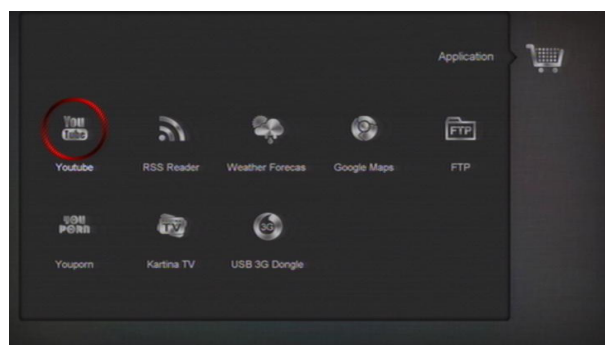 Application
You
Tube
FTP
Youtube
RSS Reader
Weather Forecas
Google Maps
FTP
YOU
PORN
TV
3G
Youporn
Kartina TV
USB 3G Dongle